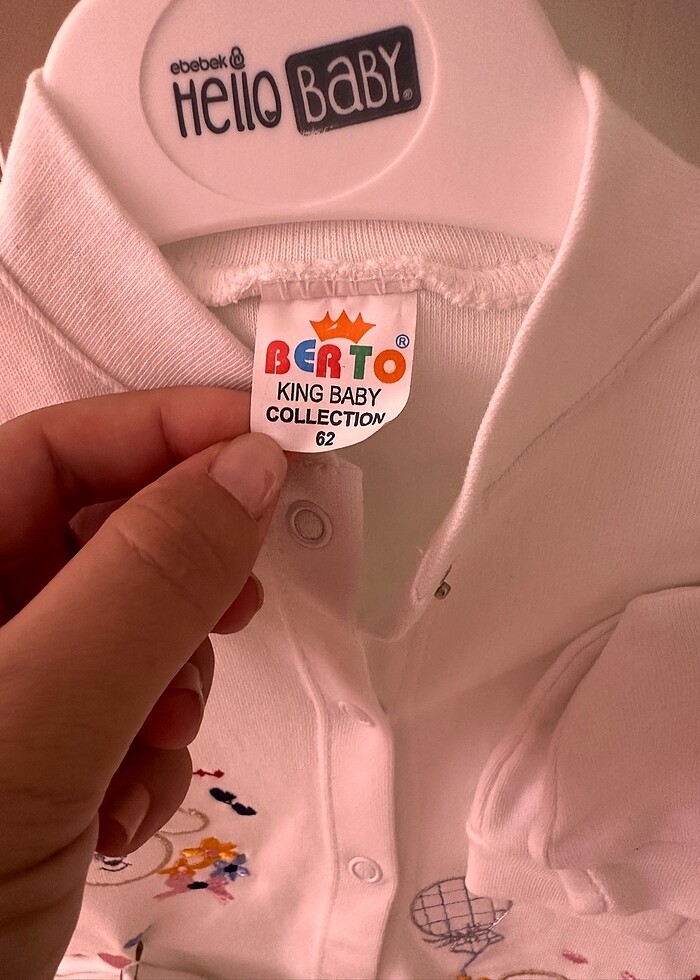 ebebek
Hello BaBY®
BERTO®
KING BABY
COLLECTION
62